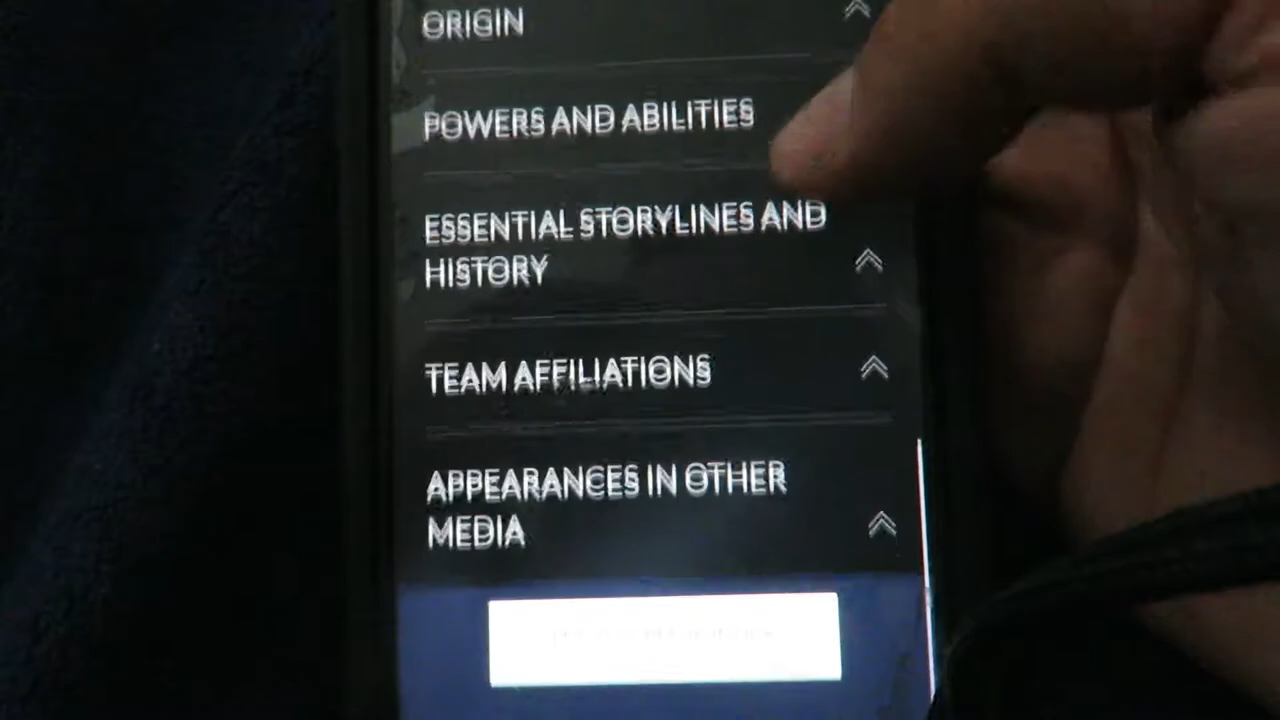 ORIGIN
POWERS AND ABILITIES
ESSENTIAL STORYLINES AND
HISTORY
TEAM AFFILIATIONS
APPEARANCES IN OTHER
MEDIA